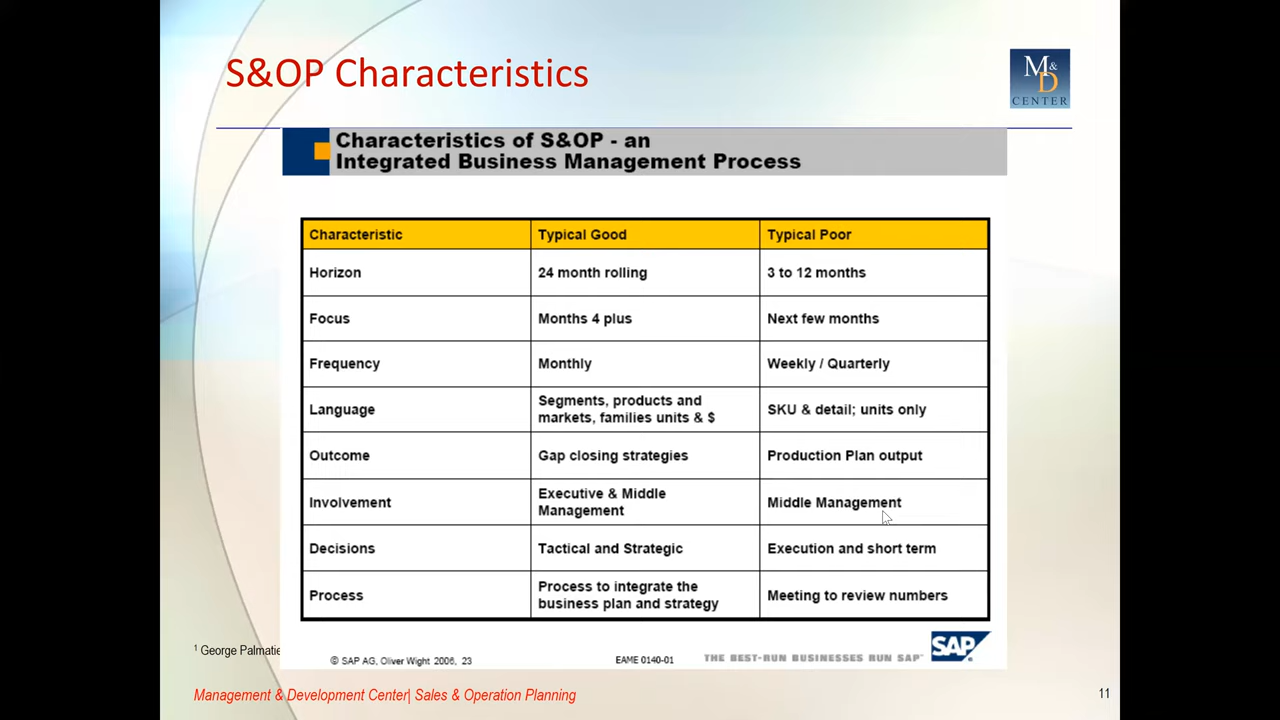 S&OP Characteristics
M&
D
CENTER
Characteristics of S&OP - an
Integrated Business Management Process
Characteristic Typical Good Typical Poor
Horizon 24 month rolling 3 to 12 months
Focus Months 4 plus Next few months
Frequency Monthly Weekly / Quarterly
Language Segments, products and markets, families units & $ SKU & detail; units only
Outcome Gap closing strategies Production Plan output
Involvement Executive & Middle Management Middle Management
Decisions Tactical and Strategic Execution and short term
Process Process to integrate the business plan and strategy Meeting to review numbers
1 George Palmatie
© SAP AG, Oliver Wight 2006, 23 EAME 0140-01 THE BEST-RUN BUSINESSES RUN SAP™ SAP®
Management & Development Center| Sales & Operation Planning 11